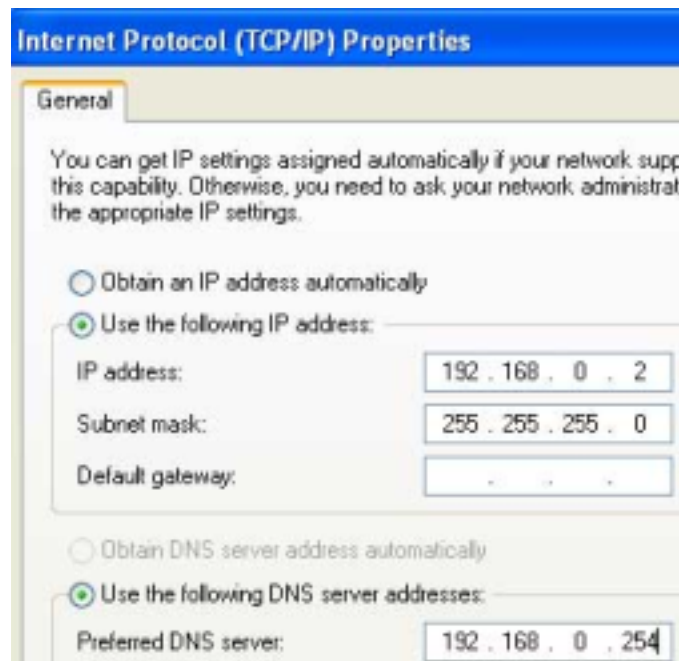 Internet Protocol (TCP/IP) Properties
General
You can get IP settings assigned automatically if your network supp
this capability. Otherwise, you need to ask your network administrat
the appropriate IP settings.
Obtain an IP address automatically
Use the following IP address:
IP address: 192 . 168 . 0 . 2
Subnet mask: 255 . 255 . 255 . 0
Default gateway: . . .
Obtain DNS server address automatically
Use the following DNS server addresses:
Preferred DNS server: 192 . 168 . 0 . 254